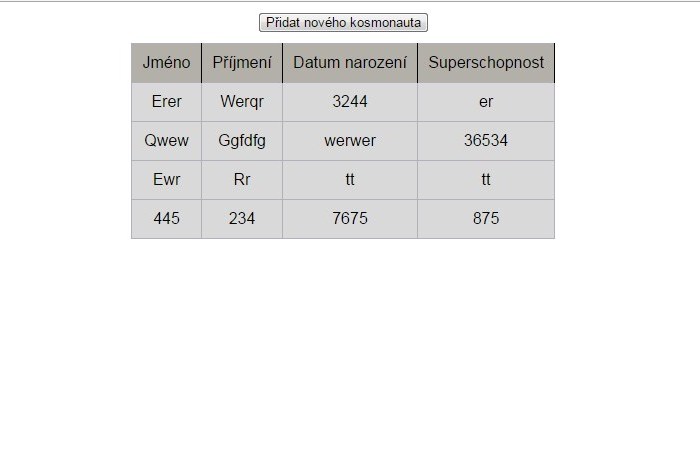 Přidat nového kosmonauta
Jméno Příjmení Datum narození Superschopnost
Erer Werqr 3244 er
Qwew Ggfdfg werwer 36534
Ewr Rr tt tt
445 234 7675 875